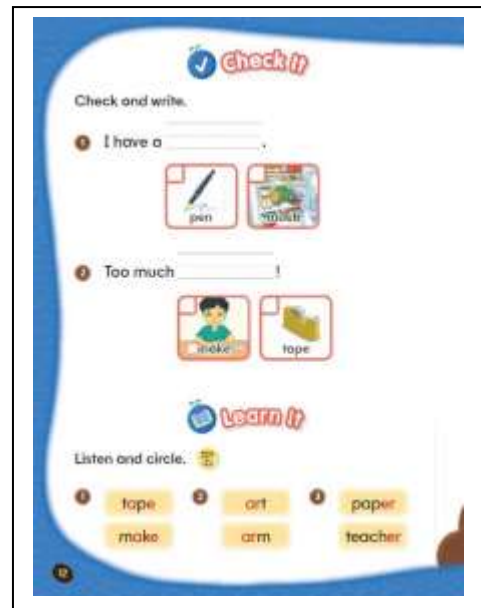 Check It
Check and write.
1 I have a .
pen
2 Too much !
make tape
Learn It
Listen and circle.
1 tape 2 art 3 paper
make arm teacher
12